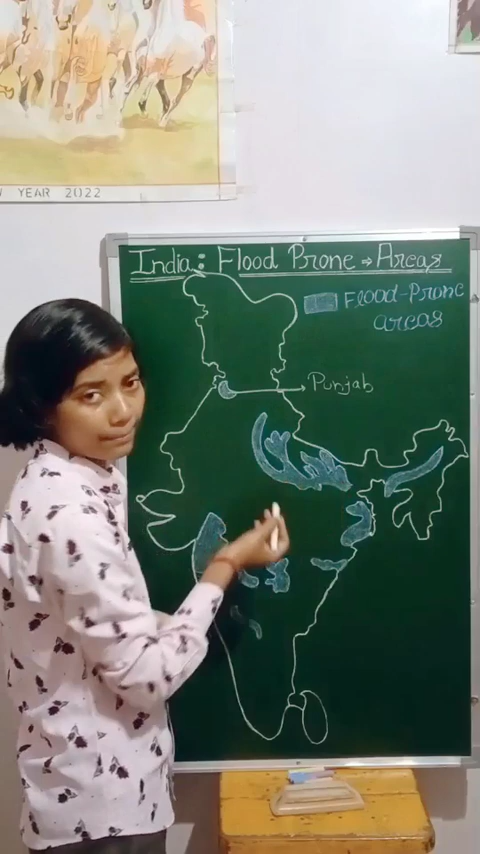 YEAR 2022
India: Flood Prone → Areas
Flood-Prone
areas
Punjab